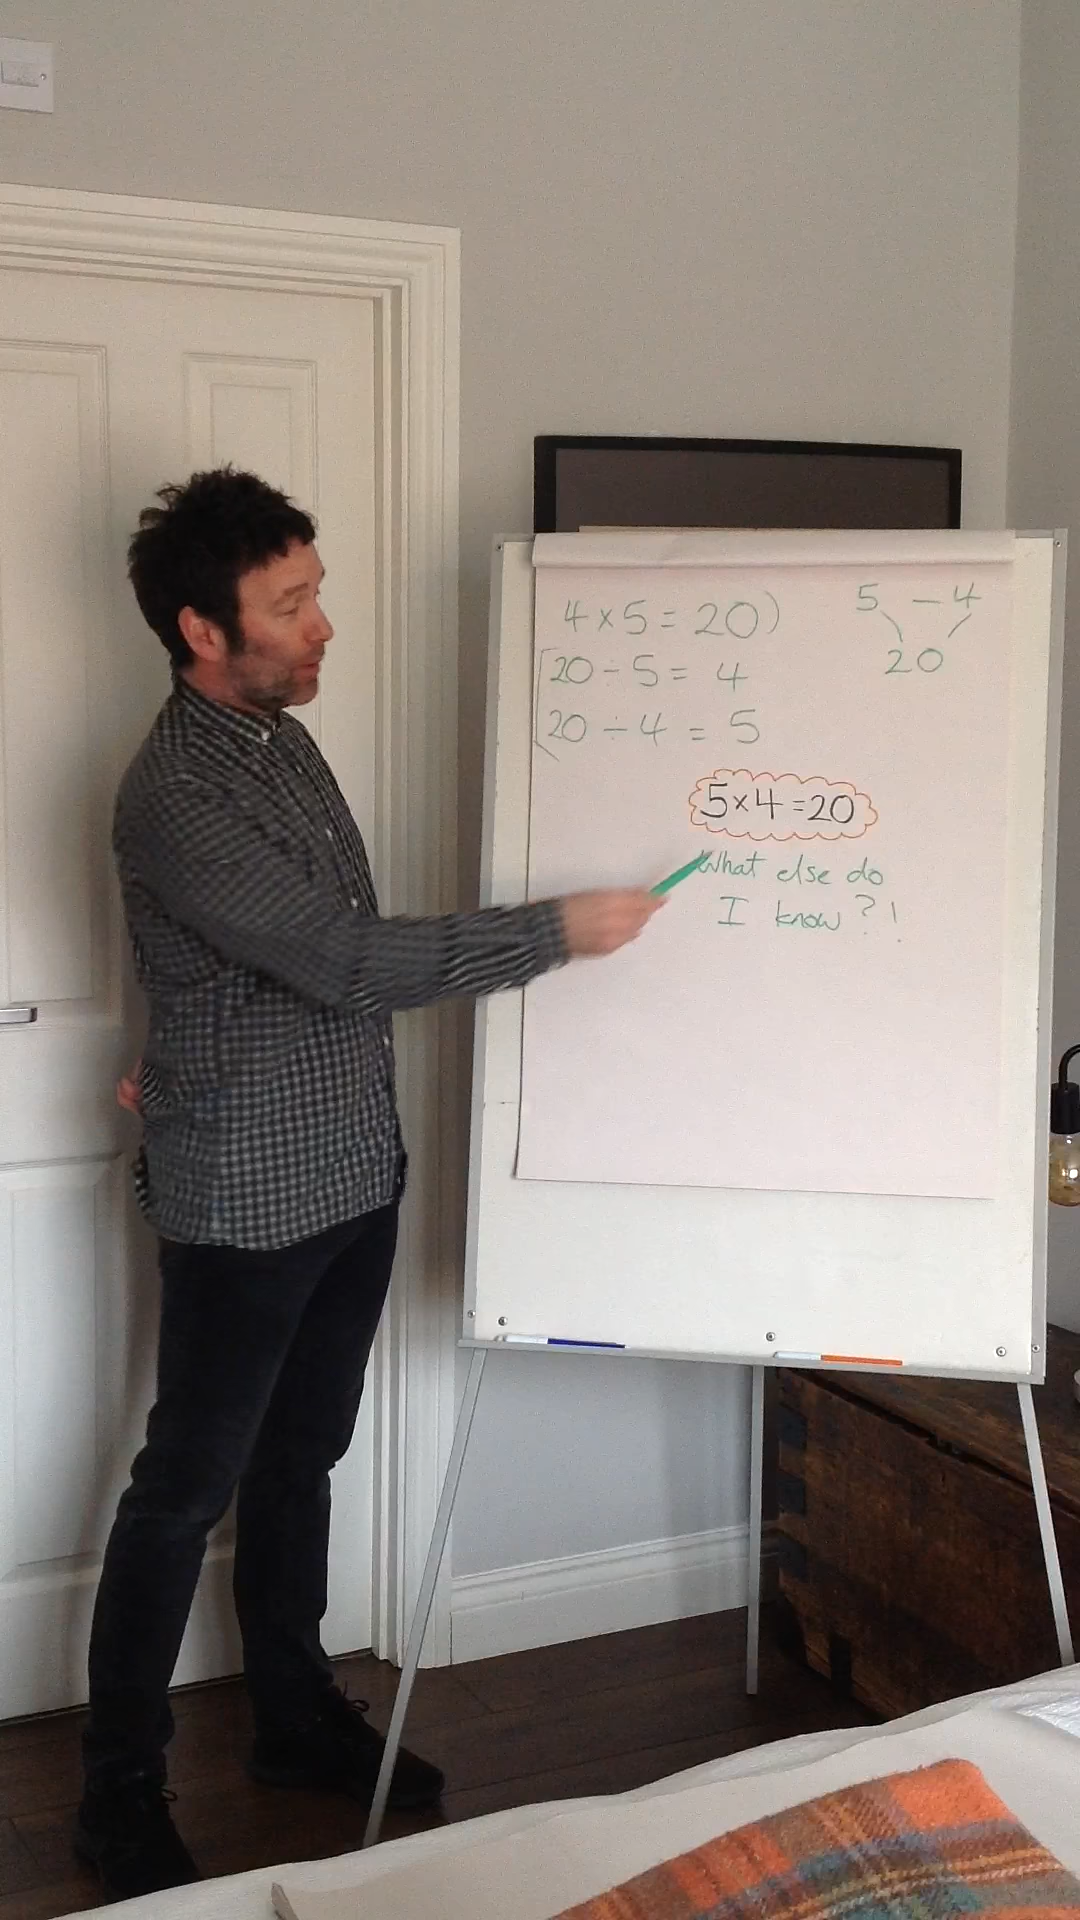 4 × 5 = 20)
20 ÷ 5 = 4
20 ÷ 4 = 5
5 – 4
20
5 × 4 = 20
What else do
I know?!